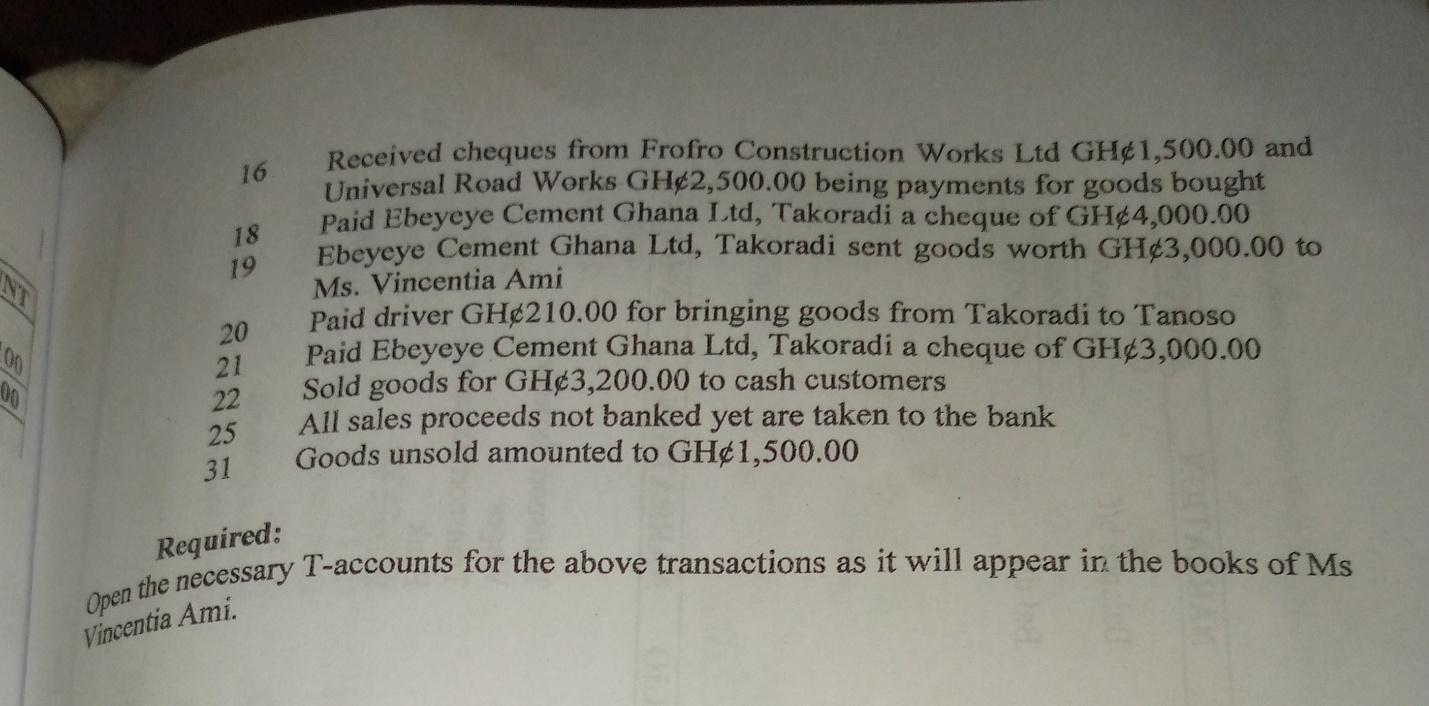 16 Received cheques from Frofro Construction Works Ltd GH¢1,500.00 and
Universal Road Works GH¢2,500.00 being payments for goods bought
18 Paid Ebeyeye Cement Ghana Ltd, Takoradi a cheque of GH¢4,000.00
19 Ebeyeye Cement Ghana Ltd, Takoradi sent goods worth GH¢3,000.00 to
Ms. Vincentia Ami
20 Paid driver GH¢210.00 for bringing goods from Takoradi to Tanoso
21 Paid Ebeyeye Cement Ghana Ltd, Takoradi a cheque of GH¢3,000.00
22 Sold goods for GH¢3,200.00 to cash customers
25 All sales proceeds not banked yet are taken to the bank
31 Goods unsold amounted to GH¢1,500.00
Required:
Open the necessary T-accounts for the above transactions as it will appear in the books of Ms
Vincentia Ami.